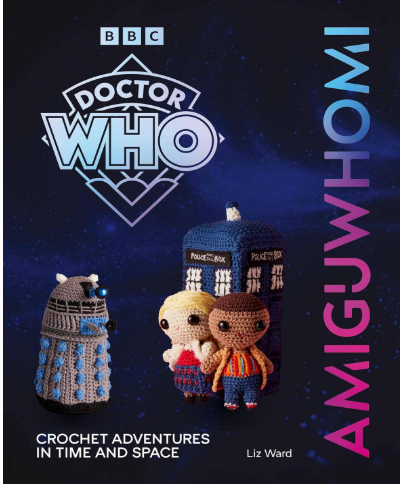 BBC
DOCTOR
WHO
AMIGUWHOMI
POLICE BOX
POLICE BOX
CROCHET ADVENTURES
IN TIME AND SPACE
Liz Ward